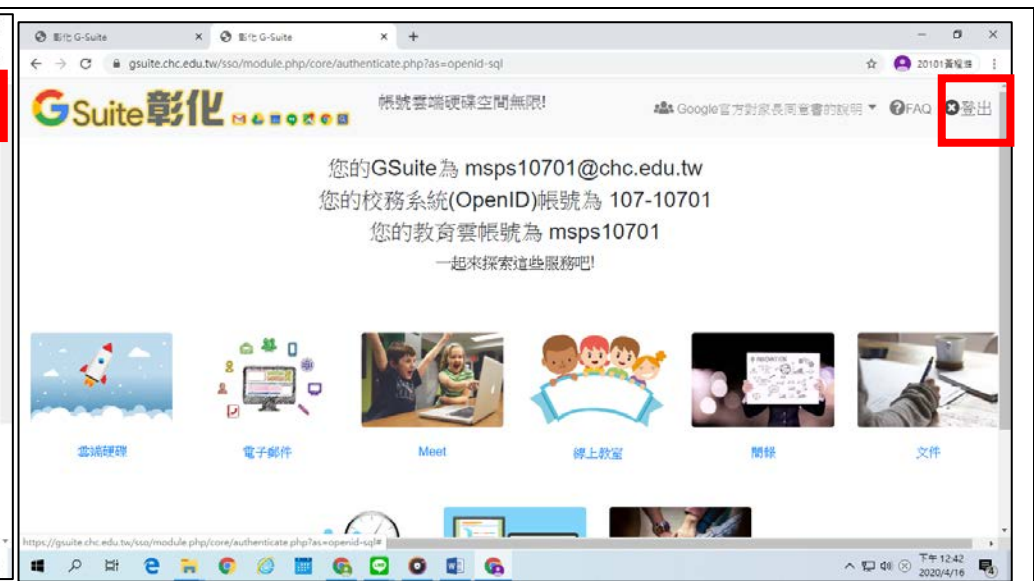 彰化 G-Suite
彰化 G-Suite
gsuite.chc.edu.tw/sso/module.php/core/authenticate.php?as=openid-sql
GSuite彰化
帳號雲端硬碟空間無限!
Google官方對家長同意書的說明
FAQ
登出
您的GSuite為 msps10701@chc.edu.tw
您的校務系統(OpenID)帳號為 107-10701
您的教育雲帳號為 msps10701
一起來探索這些服務吧!
雲端硬碟
電子郵件
Meet
線上教室
簡報
文件
https://gsuite.chc.edu.tw/sso/module.php/core/authenticate.php?as=openid-sql#
下午 12:42
2020/4/16